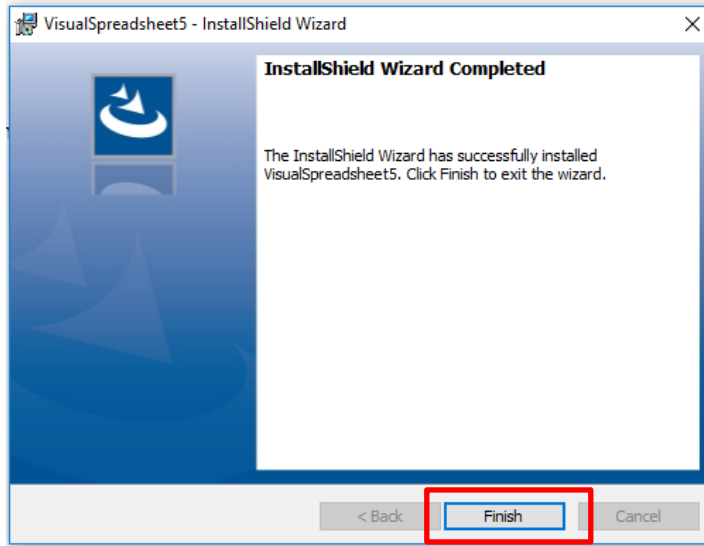 VisualSpreadsheet5 - InstallShield Wizard
InstallShield Wizard Completed
The InstallShield Wizard has successfully installed
VisualSpreadsheet5. Click Finish to exit the wizard.
< Back Finish Cancel